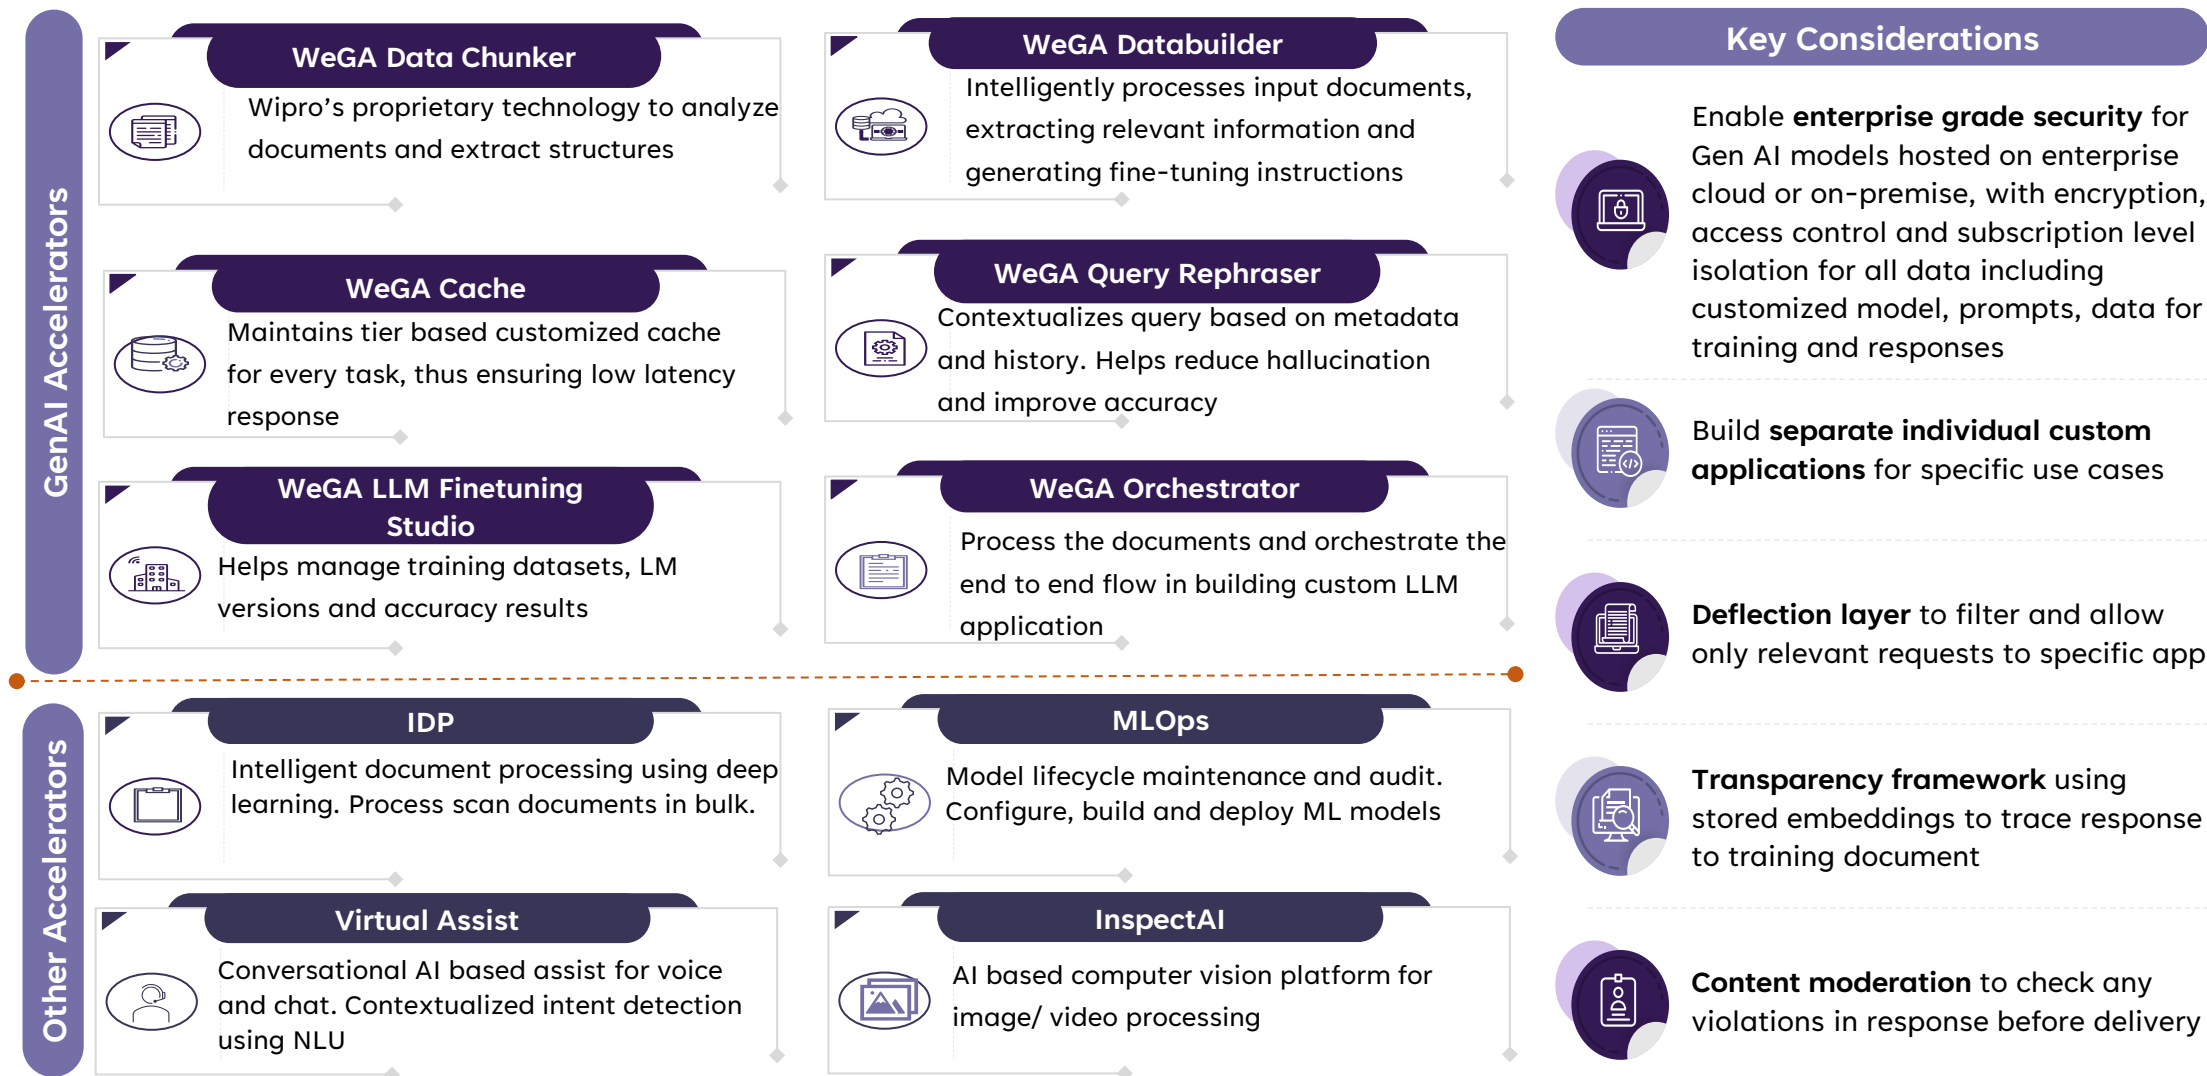 GenAI Accelerators
WeGA Data Chunker
Wipro's proprietary technology to analyze
documents and extract structures
WeGA Databuilder
Intelligently processes input documents,
extracting relevant information and
generating fine-tuning instructions
WeGA Cache
Maintains tier based customized cache
for every task, thus ensuring low latency
response
WeGA Query Rephraser
Contextualizes query based on metadata
and history. Helps reduce hallucination
and improve accuracy
WeGA LLM Finetuning
Studio
Helps manage training datasets, LM
versions and accuracy results
WeGA Orchestrator
Process the documents and orchestrate the
end to end flow in building custom LLM
application
Other Accelerators
IDP
Intelligent document processing using deep
learning. Process scan documents in bulk.
MLOps
Model lifecycle maintenance and audit.
Configure, build and deploy ML models
Virtual Assist
Conversational AI based assist for voice
and chat. Contextualized intent detection
using NLU
InspectAI
AI based computer vision platform for
image/ video processing
Key Considerations
Enable enterprise grade security for
Gen AI models hosted on enterprise
cloud or on-premise, with encryption,
access control and subscription level
isolation for all data including
customized model, prompts, data for
training and responses
Build separate individual custom
applications for specific use cases
Deflection layer to filter and allow
only relevant requests to specific app
Transparency framework using
stored embeddings to trace response
to training document
Content moderation to check any
violations in response before delivery